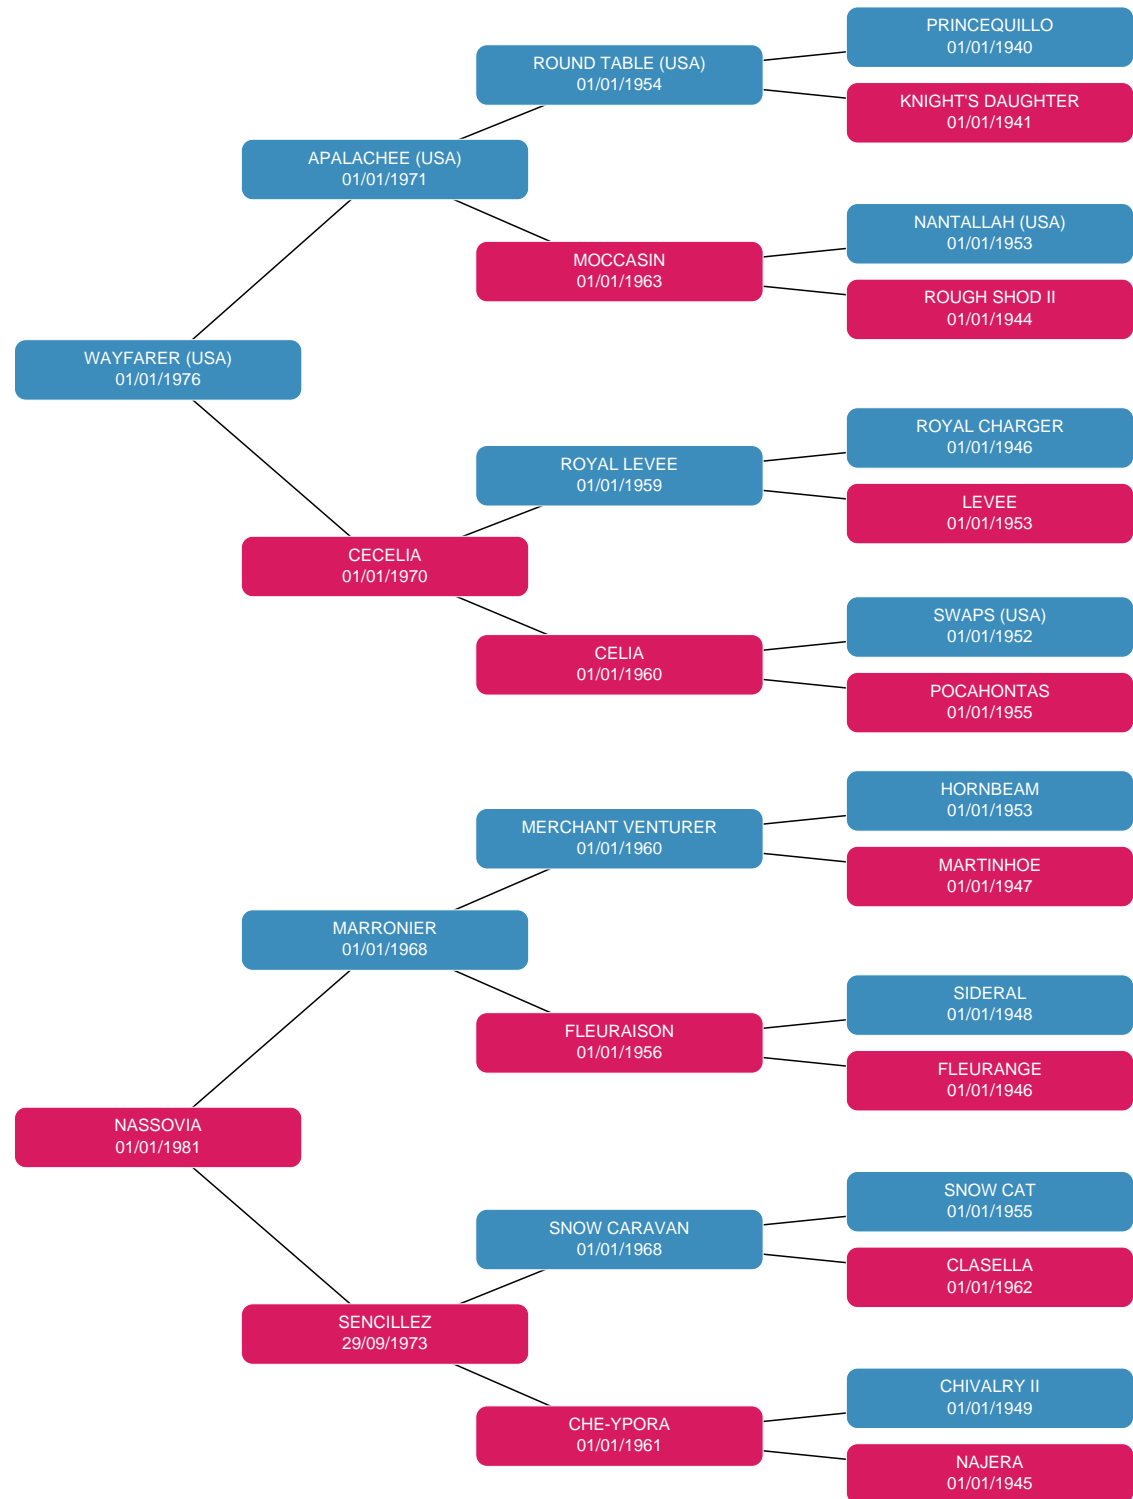 PRINCEQUILLO
01/01/1940
ROUND TABLE (USA)
01/01/1954
KNIGHT'S DAUGHTER
01/01/1941
APALACHEE (USA)
01/01/1971
NANTALLAH (USA)
01/01/1953
MOCCASIN
01/01/1963
ROUGH SHOD II
01/01/1944
WAYFARER (USA)
01/01/1976
ROYAL CHARGER
01/01/1946
ROYAL LEVEE
01/01/1959
LEVEE
01/01/1953
CECELIA
01/01/1970
SWAPS (USA)
01/01/1952
CELIA
01/01/1960
POCAHONTAS
01/01/1955
HORNBEAM
01/01/1953
MERCHANT VENTURER
01/01/1960
MARTINHOE
01/01/1947
MARRONIER
01/01/1968
SIDERAL
01/01/1948
FLEURAISON
01/01/1956
FLEURANGE
01/01/1946
NASSOVIA
01/01/1981
SNOW CAT
01/01/1955
SNOW CARAVAN
01/01/1968
CLASELLA
01/01/1962
SENCILLEZ
29/09/1973
CHIVALRY II
01/01/1949
CHE-YPORA
01/01/1961
NAJERA
01/01/1945